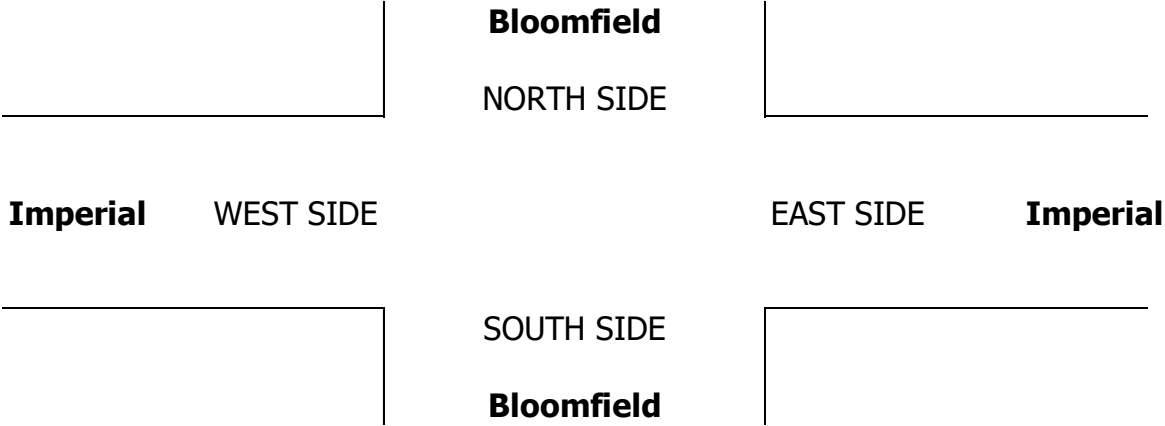 Bloomfield
NORTH SIDE
Imperial WEST SIDE EAST SIDE Imperial
SOUTH SIDE
Bloomfield